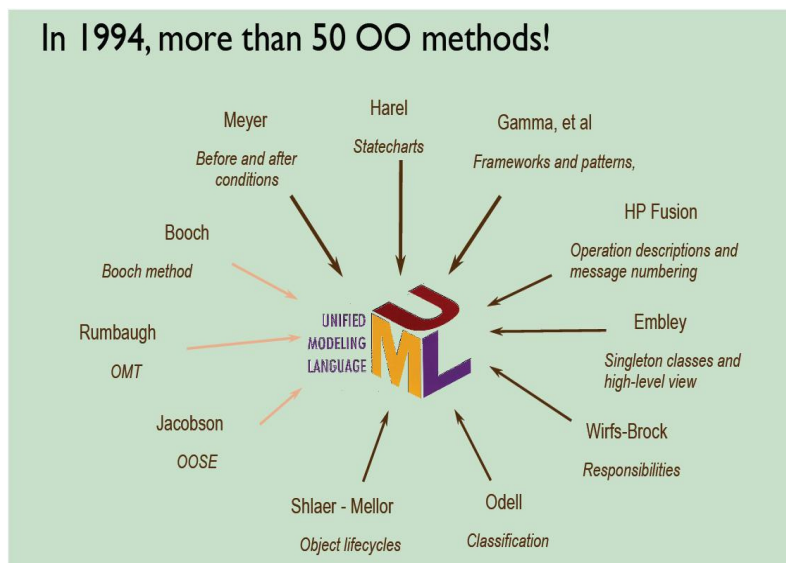 In 1994, more than 50 OO methods!
Harel
Statecharts
Meyer
Before and after
conditions
Gamma, et al
Frameworks and patterns,
HP Fusion
Operation descriptions and
message numbering
Booch
Booch method
Embley
Singleton classes and
high-level view
Rumbaugh
OMT
UNIFIED
MODELING
LANGUAGE
UML
Jacobson
OOSE
Wirfs-Brock
Responsibilities
Shlaer - Mellor
Object lifecycles
Odell
Classification